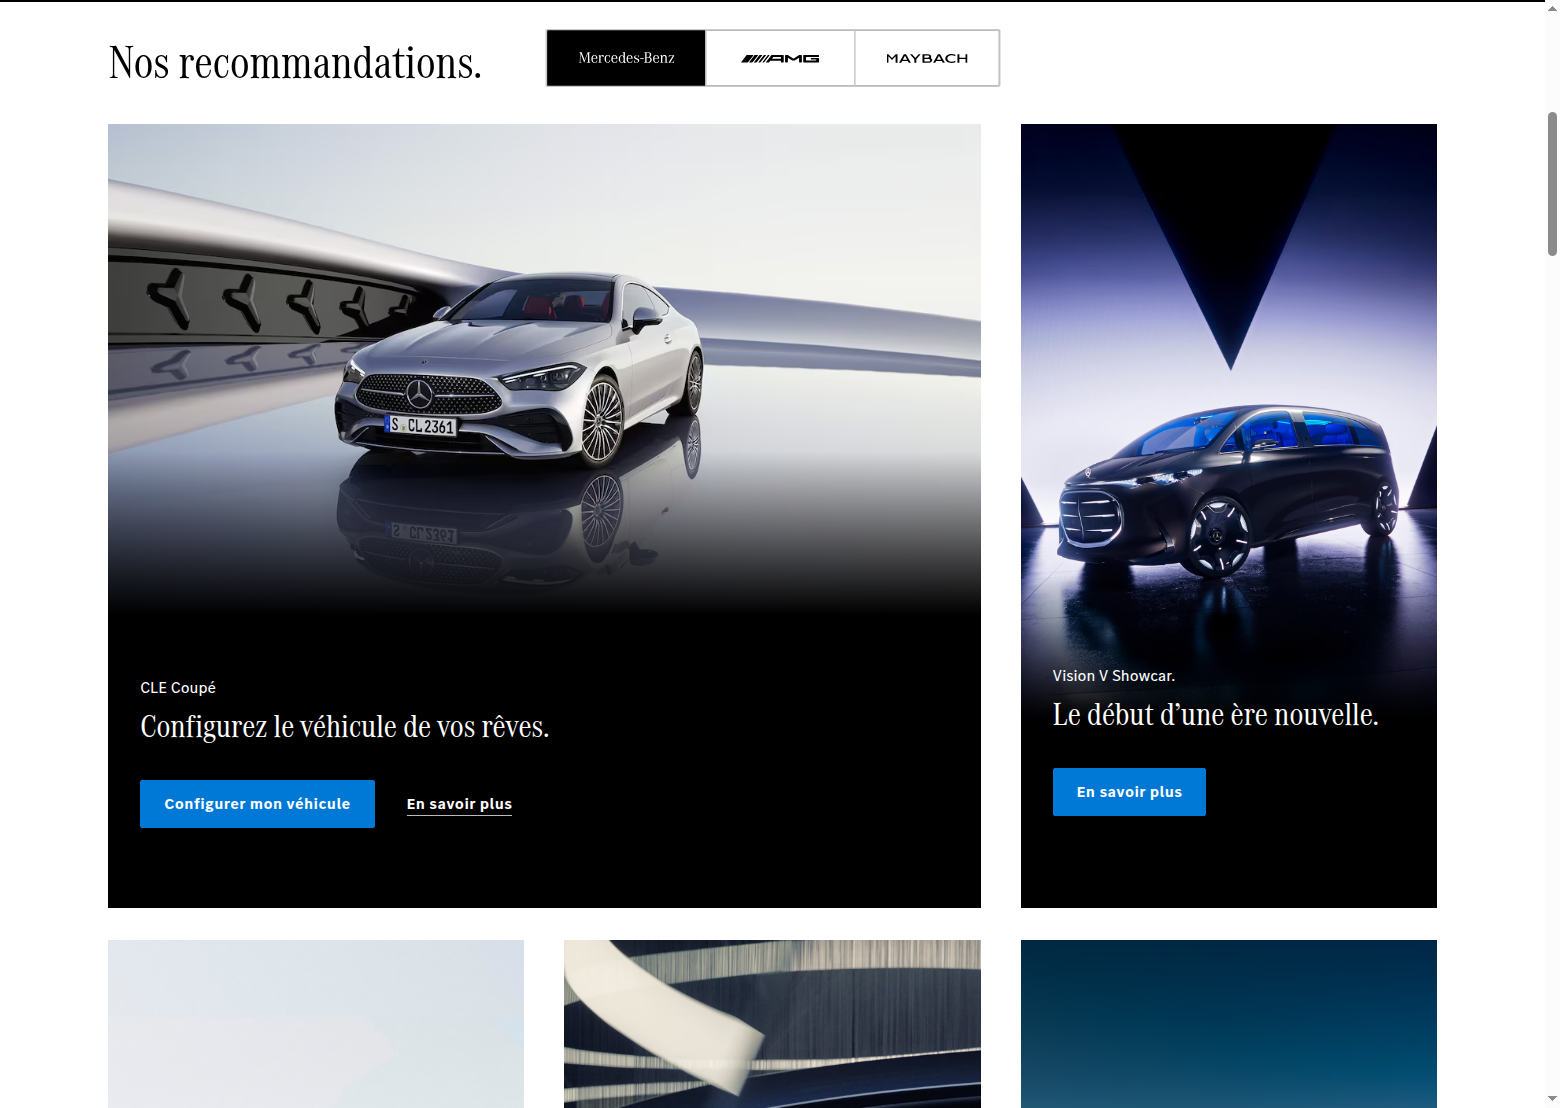 Nos recommandations.
Mercedes-Benz
AMG
MAYBACH
S CL 2361
CLE Coupé
Configurez le véhicule de vos rêves.
Configurer mon véhicule
En savoir plus
Vision V Showcar.
Le début d’une ère nouvelle.
En savoir plus